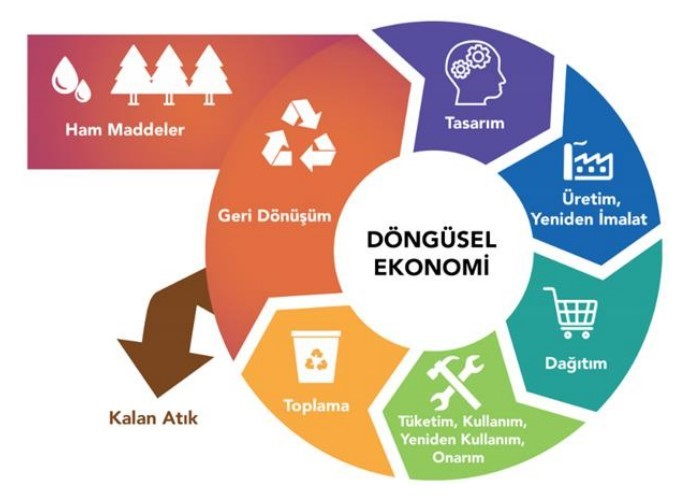 Ham Maddeler
Tasarım
Geri Dönüşüm
Üretim,
Yeniden İmalat
DÖNGÜSEL
EKONOMİ
Dağıtım
Toplama
Tüketim, Kullanım,
Yeniden Kullanım,
Onarım
Kalan Atık